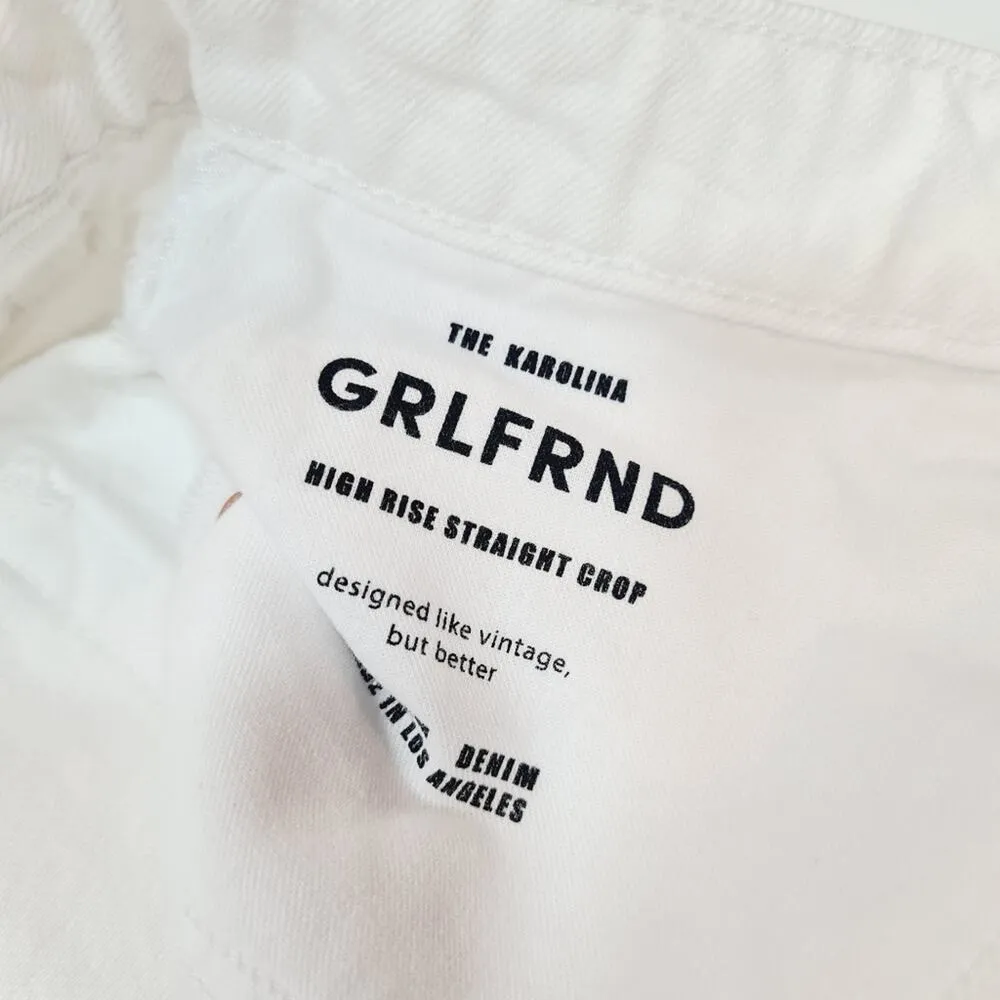 THE KAROLINA
GRLFRND
HIGH RISE STRAIGHT CROP
designed like vintage,
but better
DENIM
IN LOS ANGELES